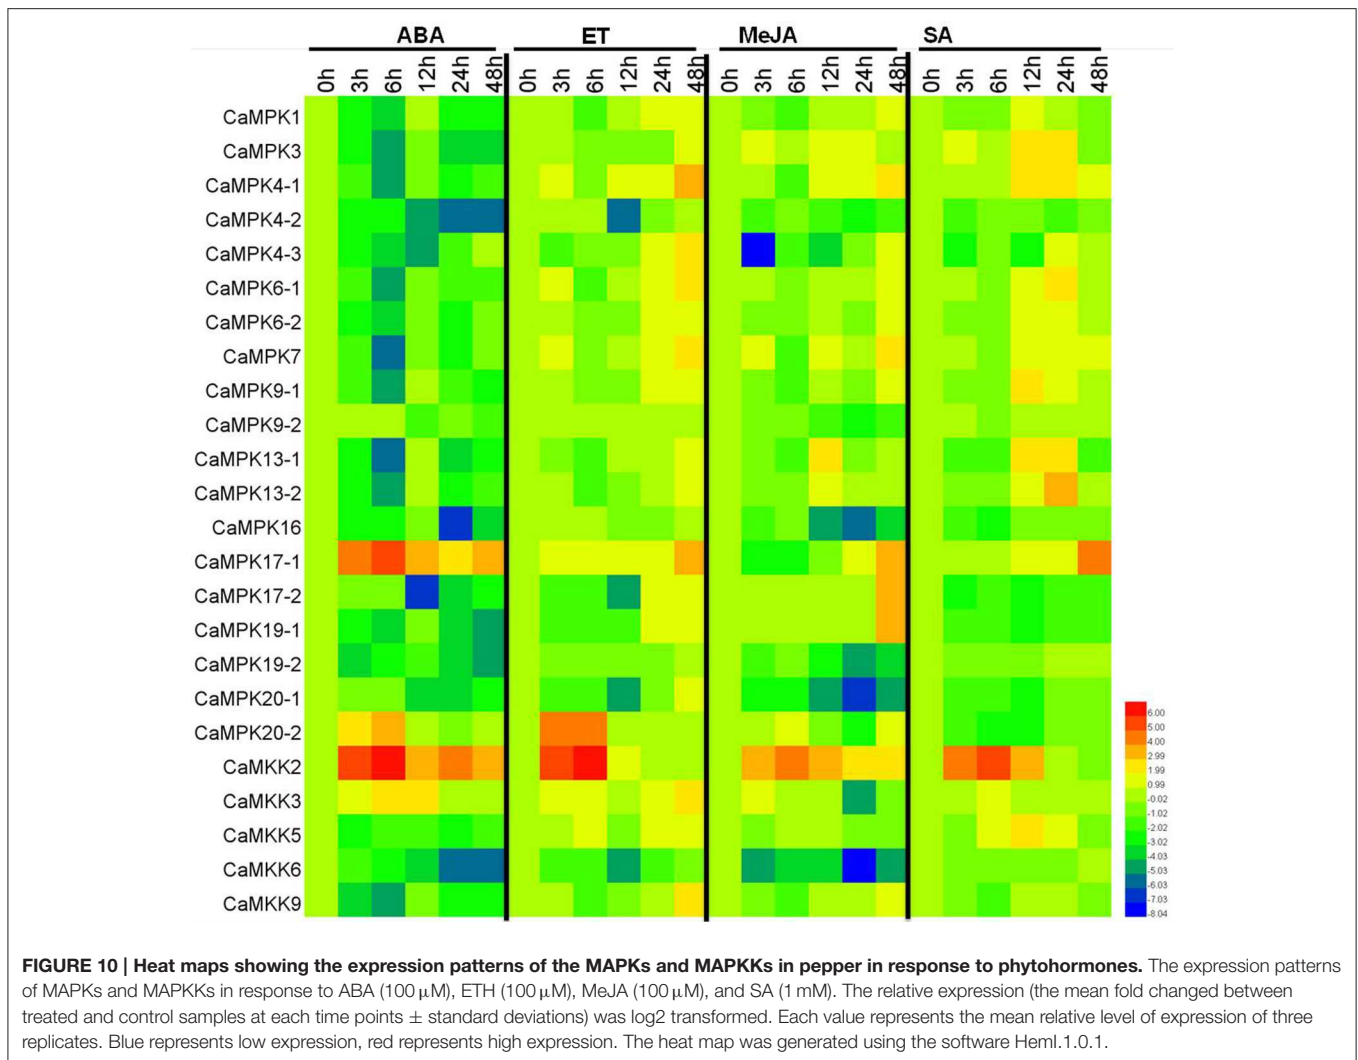 ABA ET MeJA SA
0h 3h 6h 12h 24h 48h 0h 3h 6h 12h 24h 48h 0h 3h 6h 12h 24h 48h 0h 3h 6h 12h 24h 48h
CaMPK1
CaMPK3
CaMPK4-1
CaMPK4-2
CaMPK4-3
CaMPK6-1
CaMPK6-2
CaMPK7
CaMPK9-1
CaMPK9-2
CaMPK13-1
CaMPK13-2
CaMPK16
CaMPK17-1
CaMPK17-2
CaMPK19-1
CaMPK19-2
CaMPK20-1
CaMPK20-2
CaMKK2
CaMKK3
CaMKK5
CaMKK6
CaMKK9
6.00
5.00
4.00
2.99
1.99
0.99
-0.02
-1.02
-2.02
-3.02
-4.03
-5.03
-6.03
-7.03
-8.04
FIGURE 10 | Heat maps showing the expression patterns of the MAPKs and MAPKKs in pepper in response to phytohormones. The expression patterns
of MAPKs and MAPKKs in response to ABA (100 μM), ETH (100 μM), MeJA (100 μM), and SA (1 mM). The relative expression (the mean fold changed between
treated and control samples at each time points ± standard deviations) was log2 transformed. Each value represents the mean relative level of expression of three
replicates. Blue represents low expression, red represents high expression. The heat map was generated using the software Heml.1.0.1.